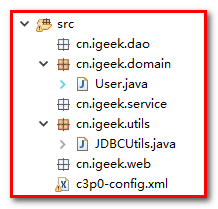 src
cn.igeek.dao
cn.igeek.domain
User.java
cn.igeek.service
cn.igeek.utils
JDBCUtils.java
cn.igeek.web
c3p0-config.xml